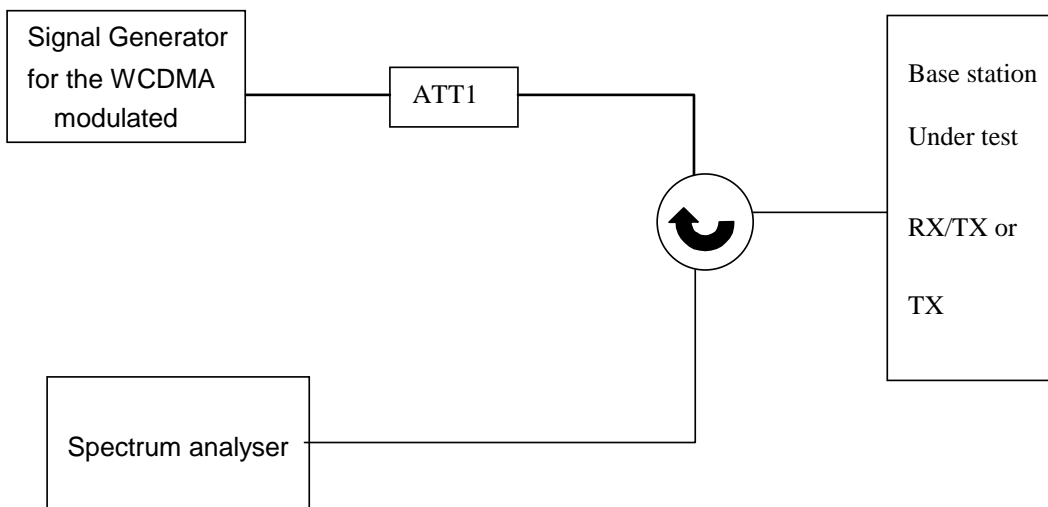 Signal Generator
for the WCDMA
modulated
ATT1
Base station
Under test
RX/TX or
TX
Spectrum analyser